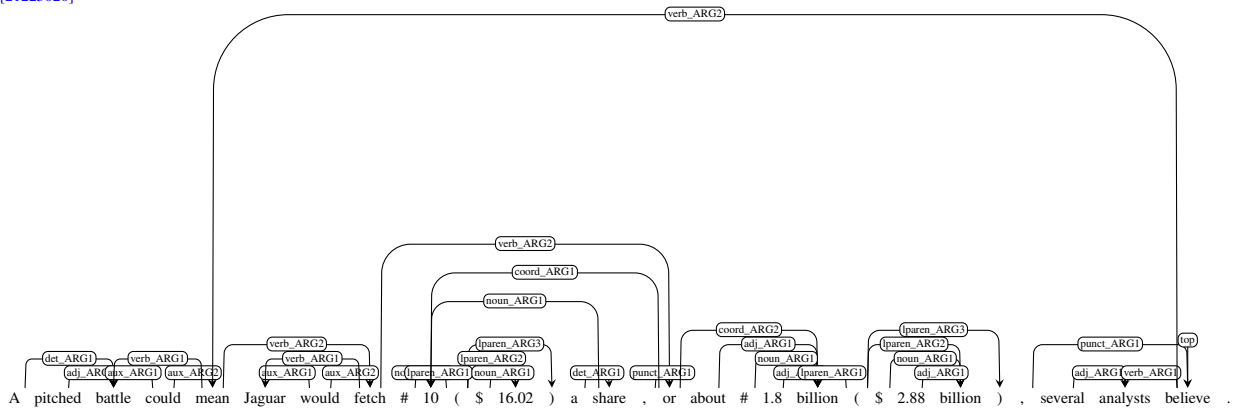 verb_ARG2
verb_ARG2
coord_ARG1
noun_ARG1
coord_ARG2 lparen_ARG3
verb_ARG2 lparen_ARG3 adj_ARG1 lparen_ARG2 punct_ARG1 top
det_ARG1 verb_ARG1 verb_ARG1 lparen_ARG2 noun_ARG1 noun_ARG1
aux_ARG1 aux_ARG2 aux_ARG1 aux_ARG2 lparen_ARG1 noun_ARG1 det_ARG1 punct_ARG1 lparen_ARG1 adj_ARG1 verb_ARG1
A pitched battle could mean Jaguar would fetch # 10 ( $ 16.02 ) a share , or about # 1.8 billion ( $ 2.88 billion ) , several analysts believe .